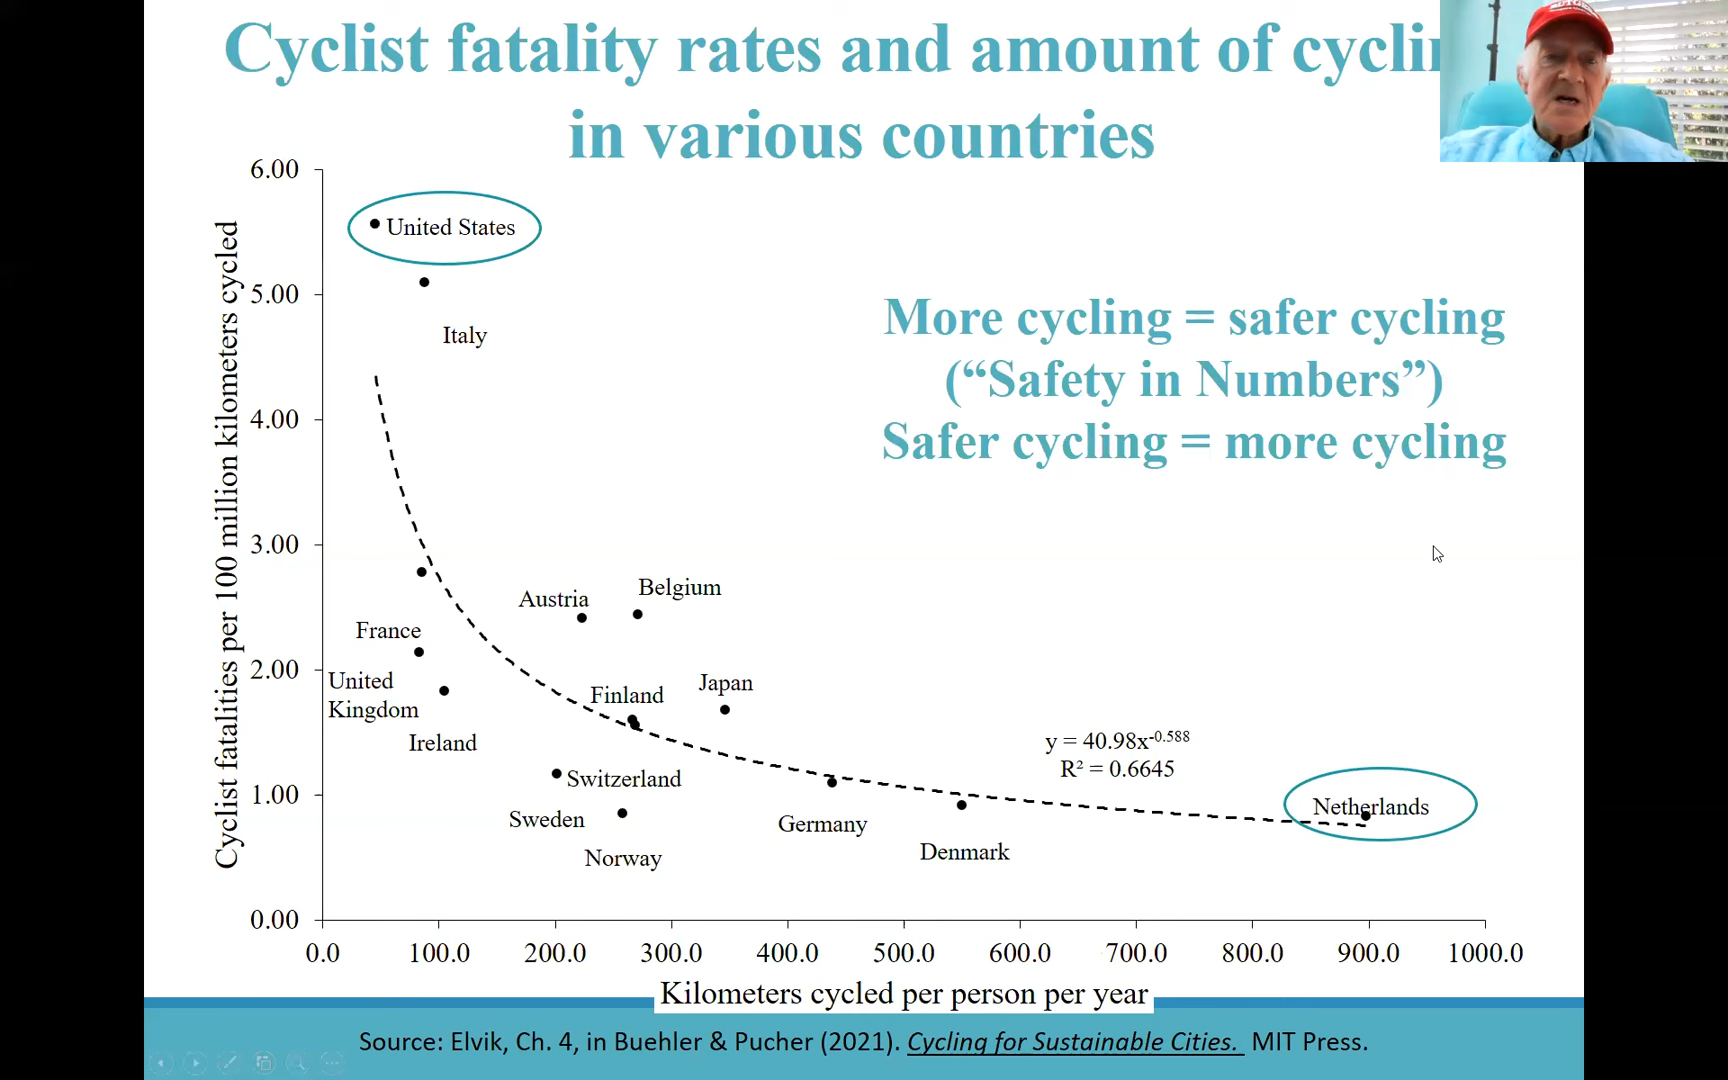 Cyclist fatality rates and amount of cyclin
in various countries
6.00
5.00
4.00
3.00
2.00
1.00
0.00
Cyclist fatalities per 100 million kilometers cycled
United States
Italy
More cycling = safer cycling
(“Safety in Numbers”)
Safer cycling = more cycling
Austria
Belgium
France
United
Kingdom
Ireland
Finland
Japan
Switzerland
Sweden
Norway
Germany
Denmark
y = 40.98x-0.588
R² = 0.6645
Netherlands
0.0 100.0 200.0 300.0 400.0 500.0 600.0 700.0 800.0 900.0 1000.0
Kilometers cycled per person per year
Source: Elvik, Ch. 4, in Buehler & Pucher (2021). Cycling for Sustainable Cities. MIT Press.